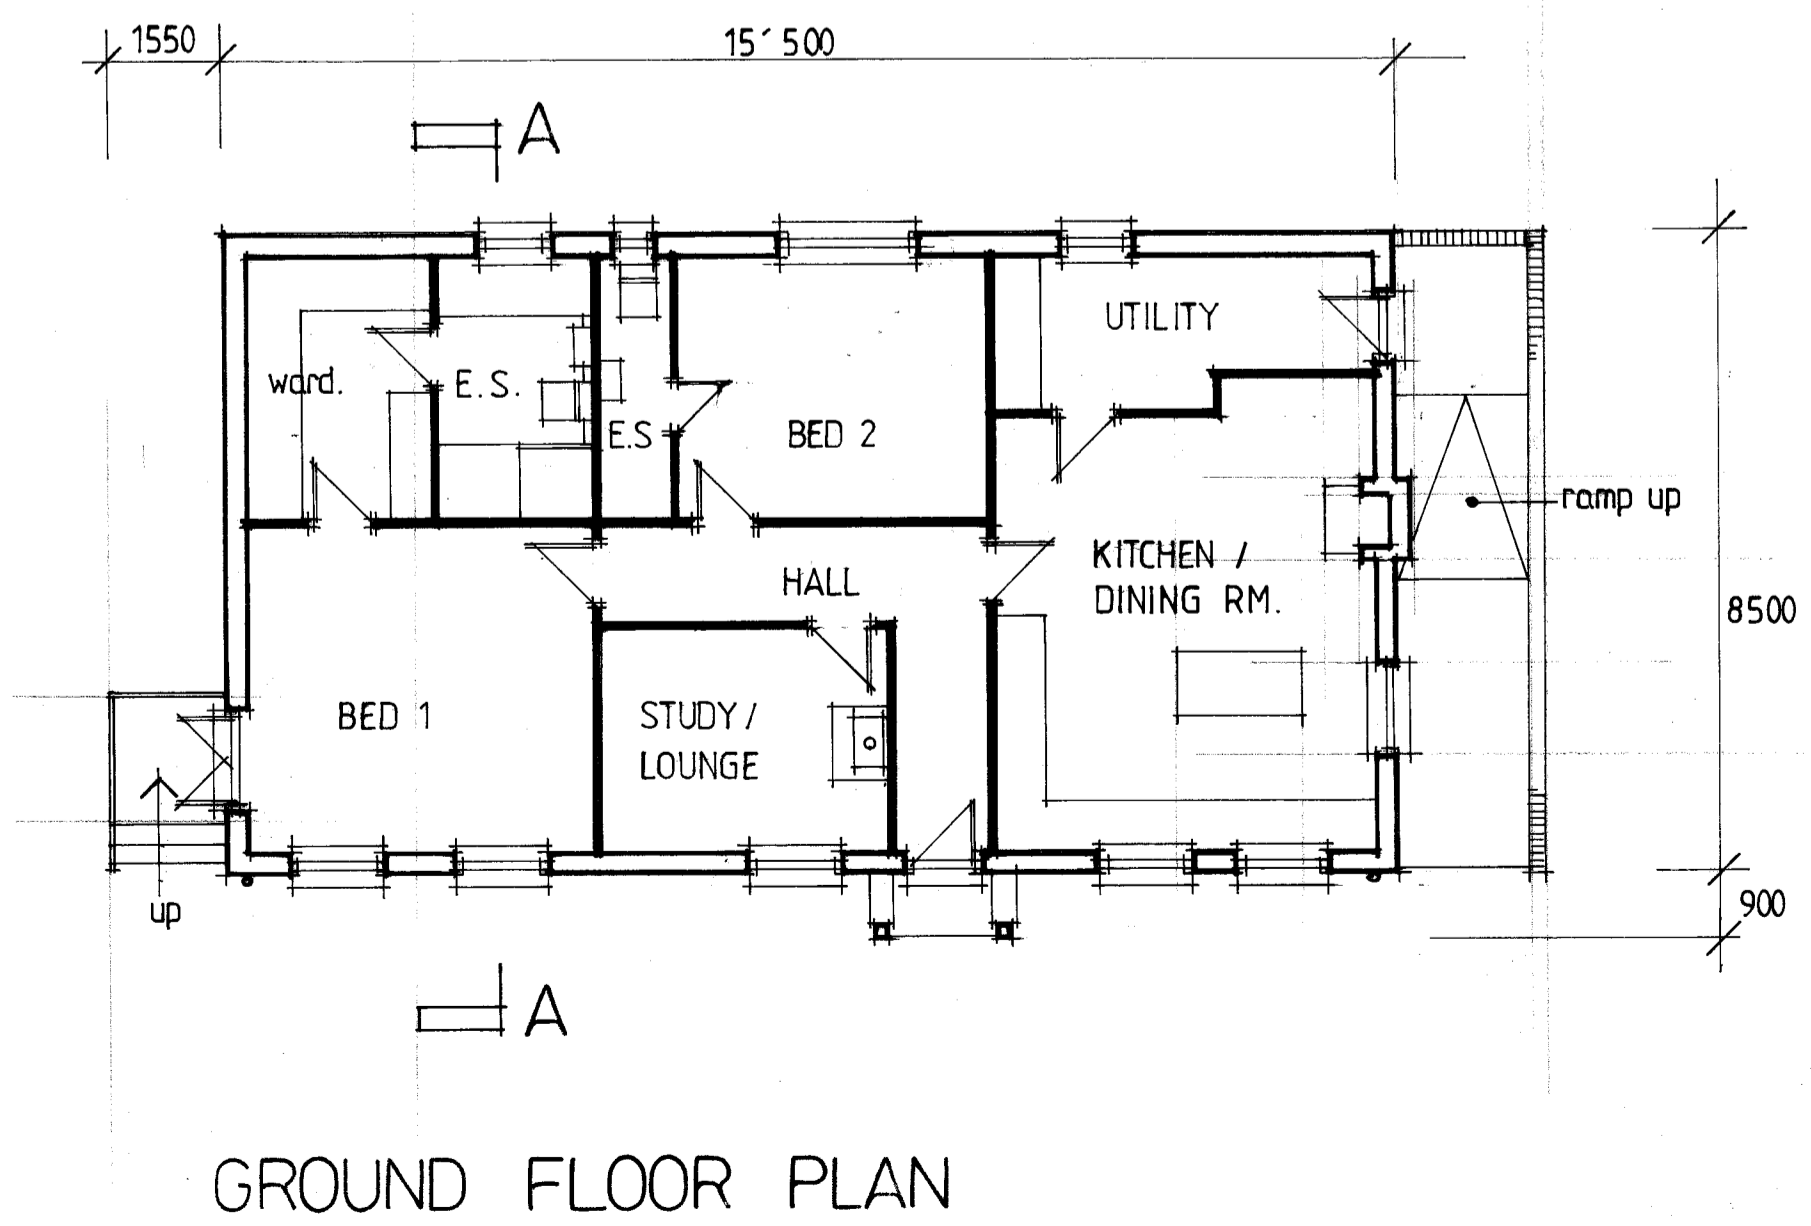 1550
15´500
A
UTILITY
ward.
E.S.
E.S
BED 2
ramp up
KITCHEN /
DINING RM.
HALL
8500
BED 1
STUDY/
LOUNGE
up
900
A
GROUND FLOOR PLAN